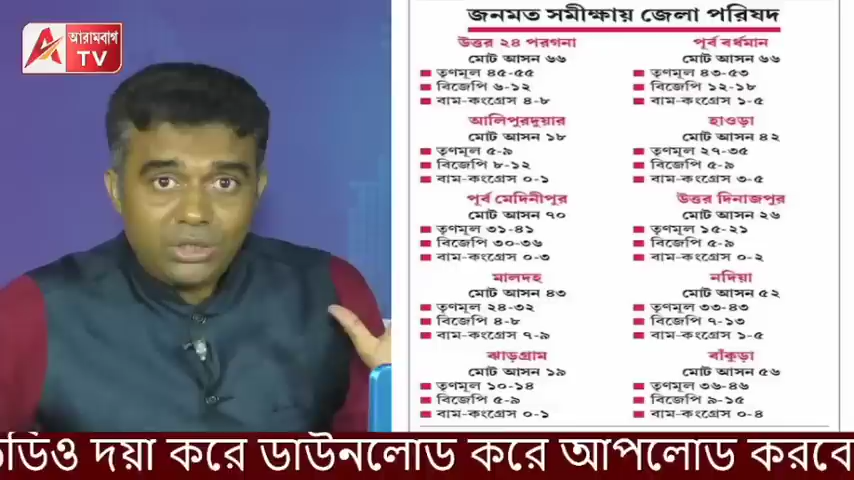 আরামবাগ
TV
জনমত সমীক্ষায় জেলা পরিষদ
উত্তর ২৪ পরগনা
মোট আসন ৬৬
তৃণমূল ৪৫-৫৫
বিজেপি ৬-১২
বাম-কংগ্রেস ৪-৮
পূর্ব বর্ধমান
মোট আসন ৬৬
তৃণমূল ৪৩-৫৩
বিজেপি ১২-১৮
বাম-কংগ্রেস ১-৫
আলিপুরদুয়ার
মোট আসন ১৮
তৃণমূল ৫-৯
বিজেপি ৮-১২
বাম-কংগ্রেস ০-১
হাওড়া
মোট আসন ৪২
তৃণমূল ২৭-৩৫
বিজেপি ৫-৯
বাম-কংগ্রেস ৩-৫
পূর্ব মেদিনীপুর
মোট আসন ৭০
তৃণমূল ৩১-৪১
বিজেপি ৩০-৩৬
বাম-কংগ্রেস ০-৩
উত্তর দিনাজপুর
মোট আসন ২৬
তৃণমূল ১৫-২১
বিজেপি ৫-৯
বাম-কংগ্রেস ০-২
মালদহ
মোট আসন ৪৩
তৃণমূল ২৪-৩২
বিজেপি ৪-৮
বাম-কংগ্রেস ৭-৯
নদিয়া
মোট আসন ৫২
তৃণমূল ৩৩-৪৩
বিজেপি ৭-১৩
বাম-কংগ্রেস ১-৫
ঝাড়গ্রাম
মোট আসন ১৯
তৃণমূল ১০-১৪
বিজেপি ৫-৯
বাম-কংগ্রেস ০-১
বাঁকুড়া
মোট আসন ৫৬
তৃণমূল ৩৬-৪৬
বিজেপি ৯-১৫
বাম-কংগ্রেস ০-৪
ডিও দয়া করে ডাউনলোড করে আপলোড করবে